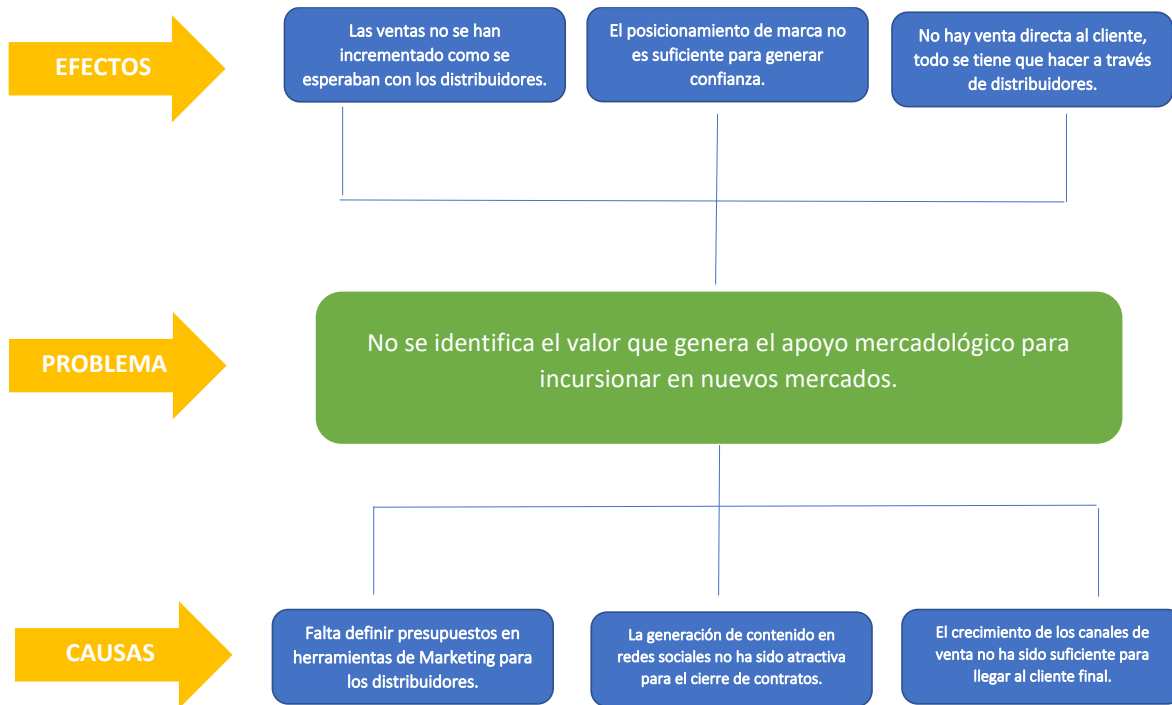 EFECTOS
Las ventas no se han
incrementado como se
esperaban con los distribuidores.
El posicionamiento de marca no
es suficiente para generar
confianza.
No hay venta directa al cliente,
todo se tiene que hacer a través
de distribuidores.
PROBLEMA
No se identifica el valor que genera el apoyo mercadológico para
incursionar en nuevos mercados.
CAUSAS
Falta definir presupuestos en
herramientas de Marketing para
los distribuidores.
La generación de contenido en
redes sociales no ha sido atractiva
para el cierre de contratos.
El crecimiento de los canales de
venta no ha sido suficiente para
llegar al cliente final.